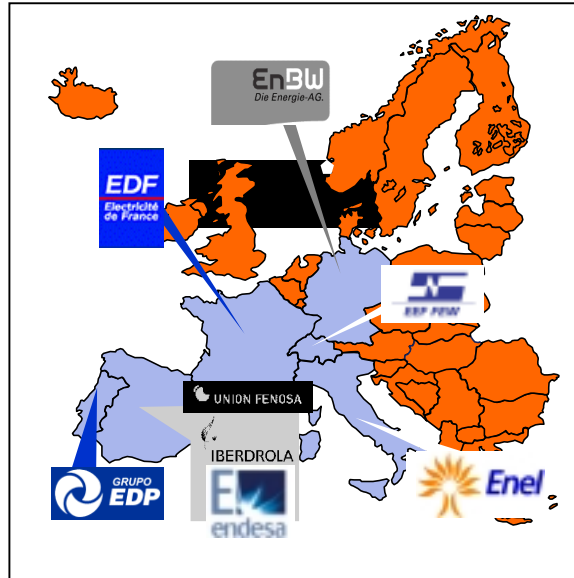 EnBW
Die Energie-AG.
EDF
Electricité
de France
EEF FEW
UNION FENOSA
IBERDROLA
GRUPO
EDP
endesa
Enel